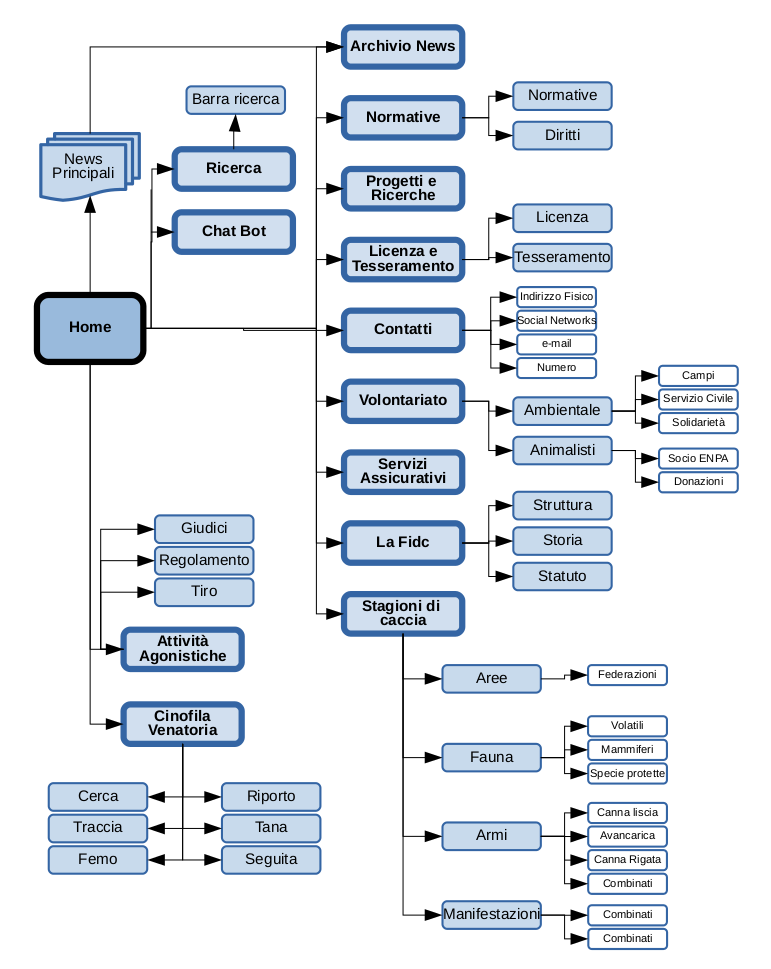 Archivio News
Barra ricerca
Normative
Normative
Diritti
News
Principali
Ricerca
Progetti e
Ricerche
Chat Bot
Licenza e
Tesseramento
Licenza
Tesseramento
Home
Contatti
Indirizzo Fisico
Social Networks
e-mail
Numero
Volontariato
Ambientale
Campi
Servizio Civile
Solidarietà
Animalisti
Socio ENPA
Donazioni
Servizi
Assicurativi
La Fidc
Struttura
Storia
Statuto
Giudici
Regolamento
Tiro
Attività
Agonistiche
Stagioni di
caccia
Aree
Federazioni
Cinofila
Venatoria
Fauna
Volatili
Mammiferi
Specie protette
Cerca
Riporto
Traccia
Tana
Femo
Seguita
Armi
Canna liscia
Avancarica
Canna Rigata
Combinati
Manifestazioni
Combinati
Combinati